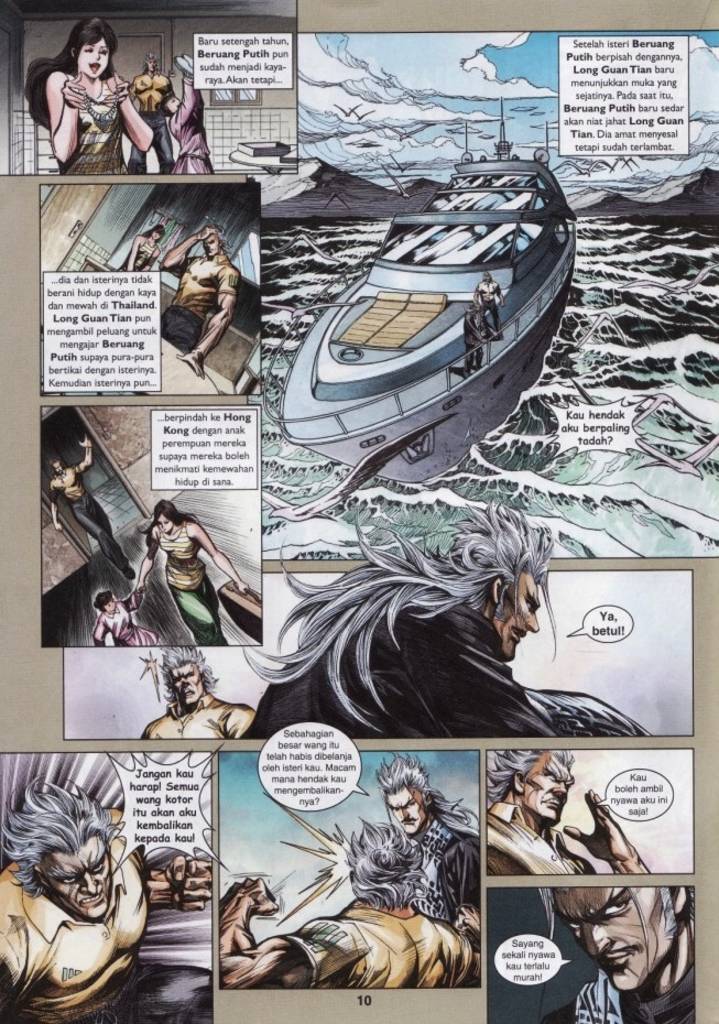 Baru setengah tahun,
Beruang Putih pun
sudah menjadi kaya-
raya. Akan tetapi...
Setelah isteri Beruang
Putih berpisah dengannya,
Long Guan Tian baru
menunjukkan muka yang
sejatinya. Pada saat itu,
Beruang Putih baru sedar
akan niat jahat Long Guan
Tian. Dia amat menyesal
tetapi sudah terlambat.
...dia dan isterinya tidak
berani hidup dengan kaya
dan mewah di Thailand.
Long Guan Tian pun
mengambil peluang untuk
mengajar Beruang
Putih supaya pura-pura
bertikai dengan isterinya.
Kemudian isterinya pun...
...berpindah ke Hong
Kong dengan anak
perempuan mereka
supaya mereka boleh
menikmati kemewahan
hidup di sana.
Kau hendak
aku berpaling
tadah?
Ya,
betul!
Jangan kau
harap! Semua
wang kotor
itu akan aku
kembalikan
kepada kau!
Sebahagian
besar wang itu
telah habis dibelanja
oleh isteri kau. Macam
mana hendak kau
mengembalikan-
nya?
Kau
boleh ambil
nyawa aku ini
saja!
Sayang
sekali nyawa
kau terlalu
murah!
10